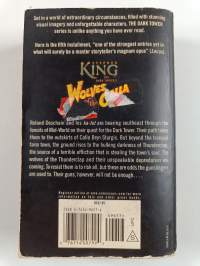 Set in a world of extraordinary circumstances, filled with stunning
visual imagery and unforgettable characters, THE DARK TOWER
series is unlike anything you have ever read.
Here is the fifth installment, "one of the strongest entries yet in
what will surely be a master storyteller's magnum opus" (Locus).
STEPHEN
KING
WOLVES
of the
CALLA
Roland Deschain and his ka-tet are bearing southeast through the
forests of Mid-World on their quest for the Dark Tower. Their path takes
them to the outskirts of Calla Bryn Sturgis. But beyond the tranquil
farm town, the ground rises to the hulking darkness of Thunderclap,
the source of a terrible affliction that is stealing the town's soul. The
wolves of Thunderclap and their unspeakable depredation are
coming. To resist them is to risk all, but these are odds the gunslingers are
used to. Their guns, however, will not be enough. . . .